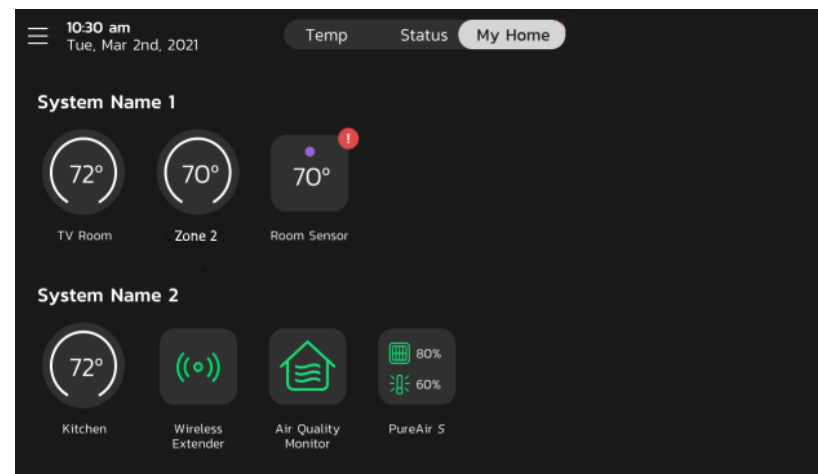 10:30 am
Tue, Mar 2nd, 2021
Temp Status My Home
System Name 1
72° 70° 70° !
TV Room Zone 2 Room Sensor
System Name 2
72° 80%
60%
Kitchen Wireless Extender Air Quality Monitor PureAir S